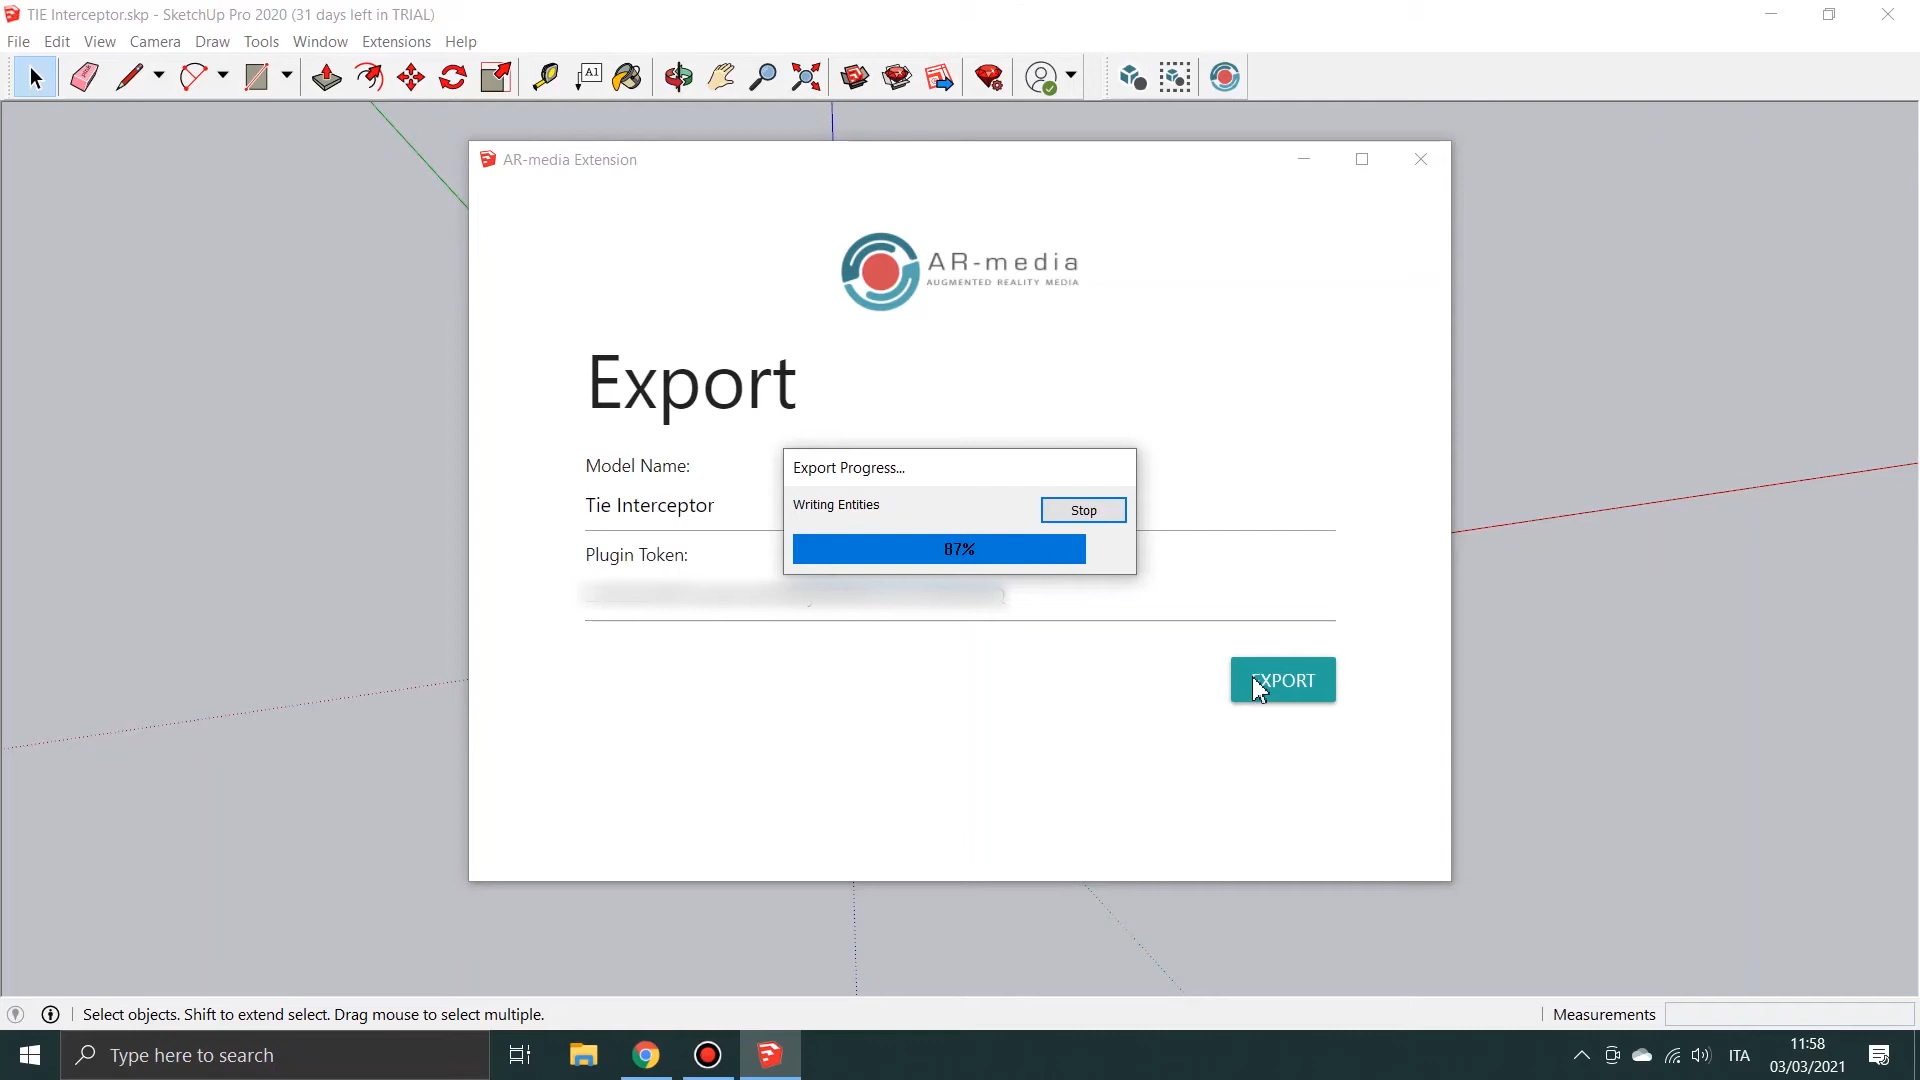 TIE Interceptor.skp - SketchUp Pro 2020 (31 days left in TRIAL)
File Edit View Camera Draw Tools Window Extensions Help
A1
AR-media Extension
AR-media
AUGMENTED REALITY MEDIA
Export
Model Name:
Tie Interceptor
Export Progress...
Writing Entities
Stop
87%
Plugin Token:
EXPORT
Select objects. Shift to extend select. Drag mouse to select multiple.
Measurements
Type here to search
ITA
11:58
03/03/2021